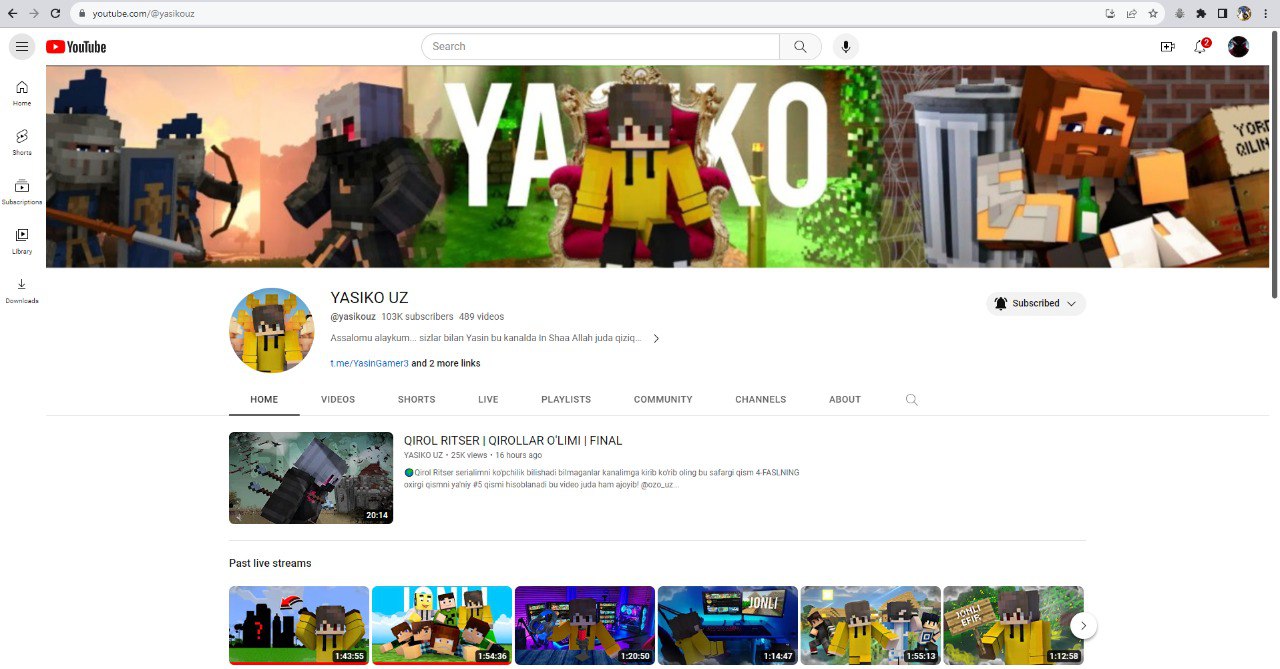 youtube.com/@yasikouz
YouTube
Search
2
Home
Shorts
Subscriptions
Library
Downloads
YASIKO
YASIKO UZ
@yasikouz 103K subscribers 489 videos
Subscribed
Assalomu alaykum... sizlar bilan Yasin bu kanalda In Shaa Allah juda qiziq...
t.me/YasinGamer3 and 2 more links
HOME VIDEOS SHORTS LIVE PLAYLISTS COMMUNITY CHANNELS ABOUT
20:14
QIROL RITSER | QIROLLAR O'LIMI | FINAL
YASIKO UZ • 25K views • 16 hours ago
Qirol Ritser serialimni ko'pchilik bilishadi bilmaganlar kanalimga kirib ko'rib oling bu safargi qism 4-FASLNING
oxirgi qismni ya'niy #5 qismi hisoblanadi bu video juda ham ajoyib! @ozo_uz...
Past live streams
?
1:43:55
1:54:36
1:20:50
JONLI
1:14:47
1:55:13
JONLI
EFIR
1:12:58